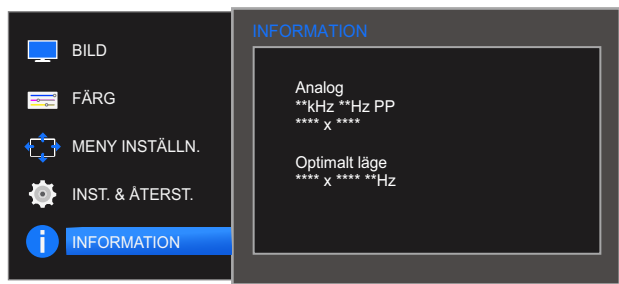 BILD
FÄRG
MENY INSTÄLLN.
INST. & ÅTERST.
INFORMATION
INFORMATION
Analog
**kHz **Hz PP
**** x ****
Optimalt läge
**** x **** **Hz